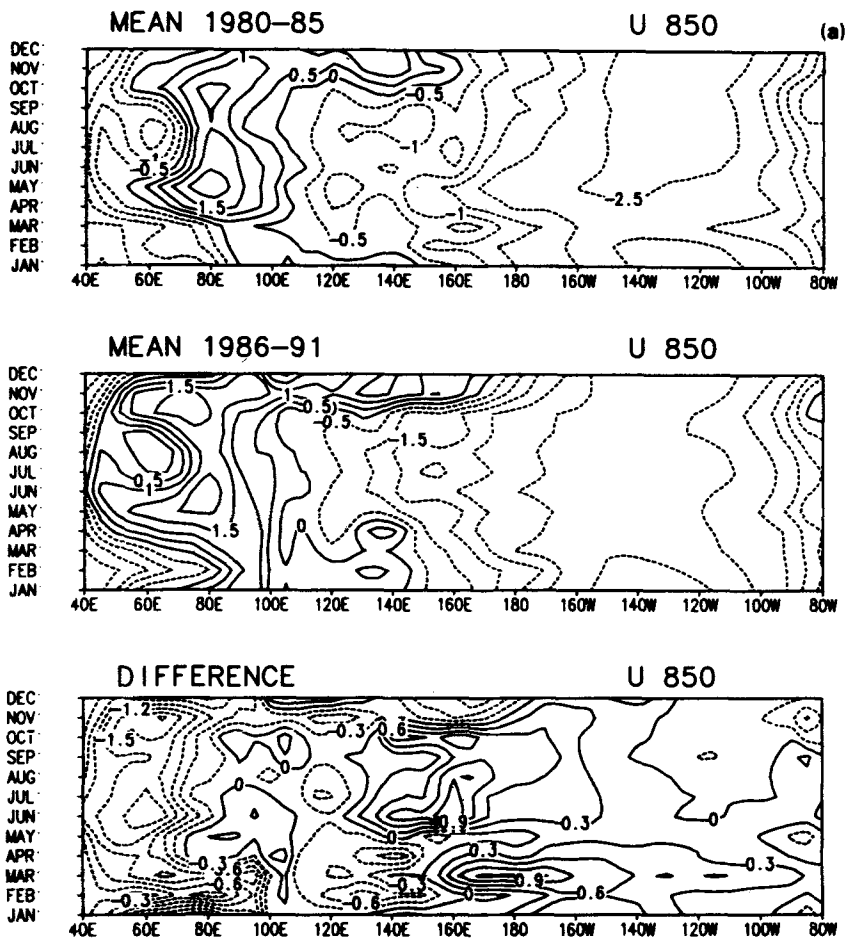 MEAN 1980-85 U 850 (a)
DEC
NOV
OCT
SEP
AUG
JUL
JUN
MAY
APR
MAR
FEB
JAN
1
0.5 0
-0.5
-1
-0.5
1.5
-2.5
-1
-0.5
40E 60E 80E 100E 120E 140E 160E 180 160W 140W 120W 100W 80W
MEAN 1986-91 U 850
DEC
NOV
OCT
SEP
AUG
JUL
JUN
MAY
APR
MAR
FEB
JAN
1.5
1
0.5
-0.5
-1.5
0.5
1
1.5
0
40E 60E 80E 100E 120E 140E 160E 180 160W 140W 120W 100W 80W
DIFFERENCE U 850
DEC
NOV
OCT
SEP
AUG
JUL
JUN
MAY
APR
MAR
FEB
JAN
-1.2
-0.3 0.6
-1.5
0
0
0.9
0.3
0
0
0.3
-0.3
0.3
-0.6
-0.3
0.9
-0.3
-0.6
0
0.6
40E 60E 80E 100E 120E 140E 160E 180 160W 140W 120W 100W 80W